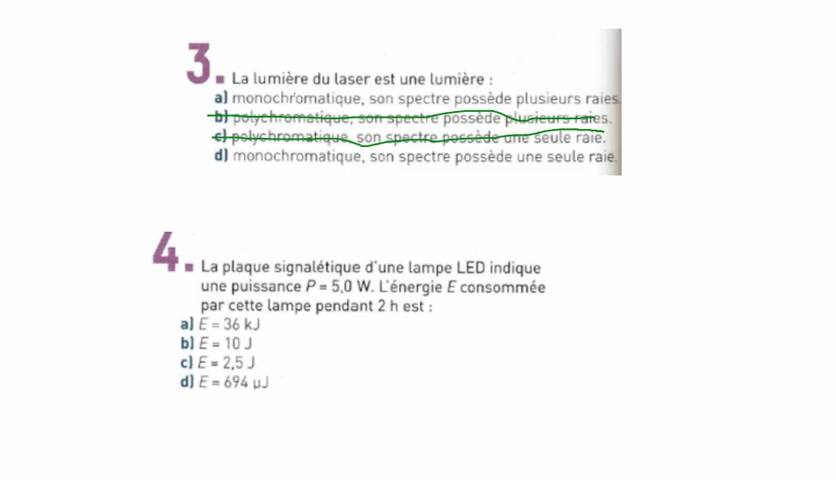 3. La lumière du laser est une lumière :
a) monochromatique, son spectre possède plusieurs raies.
b) polychromatique, son spectre possède plusieurs raies.
c) polychromatique, son spectre possède une seule raie.
d) monochromatique, son spectre possède une seule raie.
4. La plaque signalétique d'une lampe LED indique
une puissance P = 5,0 W. L'énergie E consommée
par cette lampe pendant 2 h est :
a) E = 36 kJ
b) E = 10 J
c) E = 2,5 J
d) E = 694 µJ